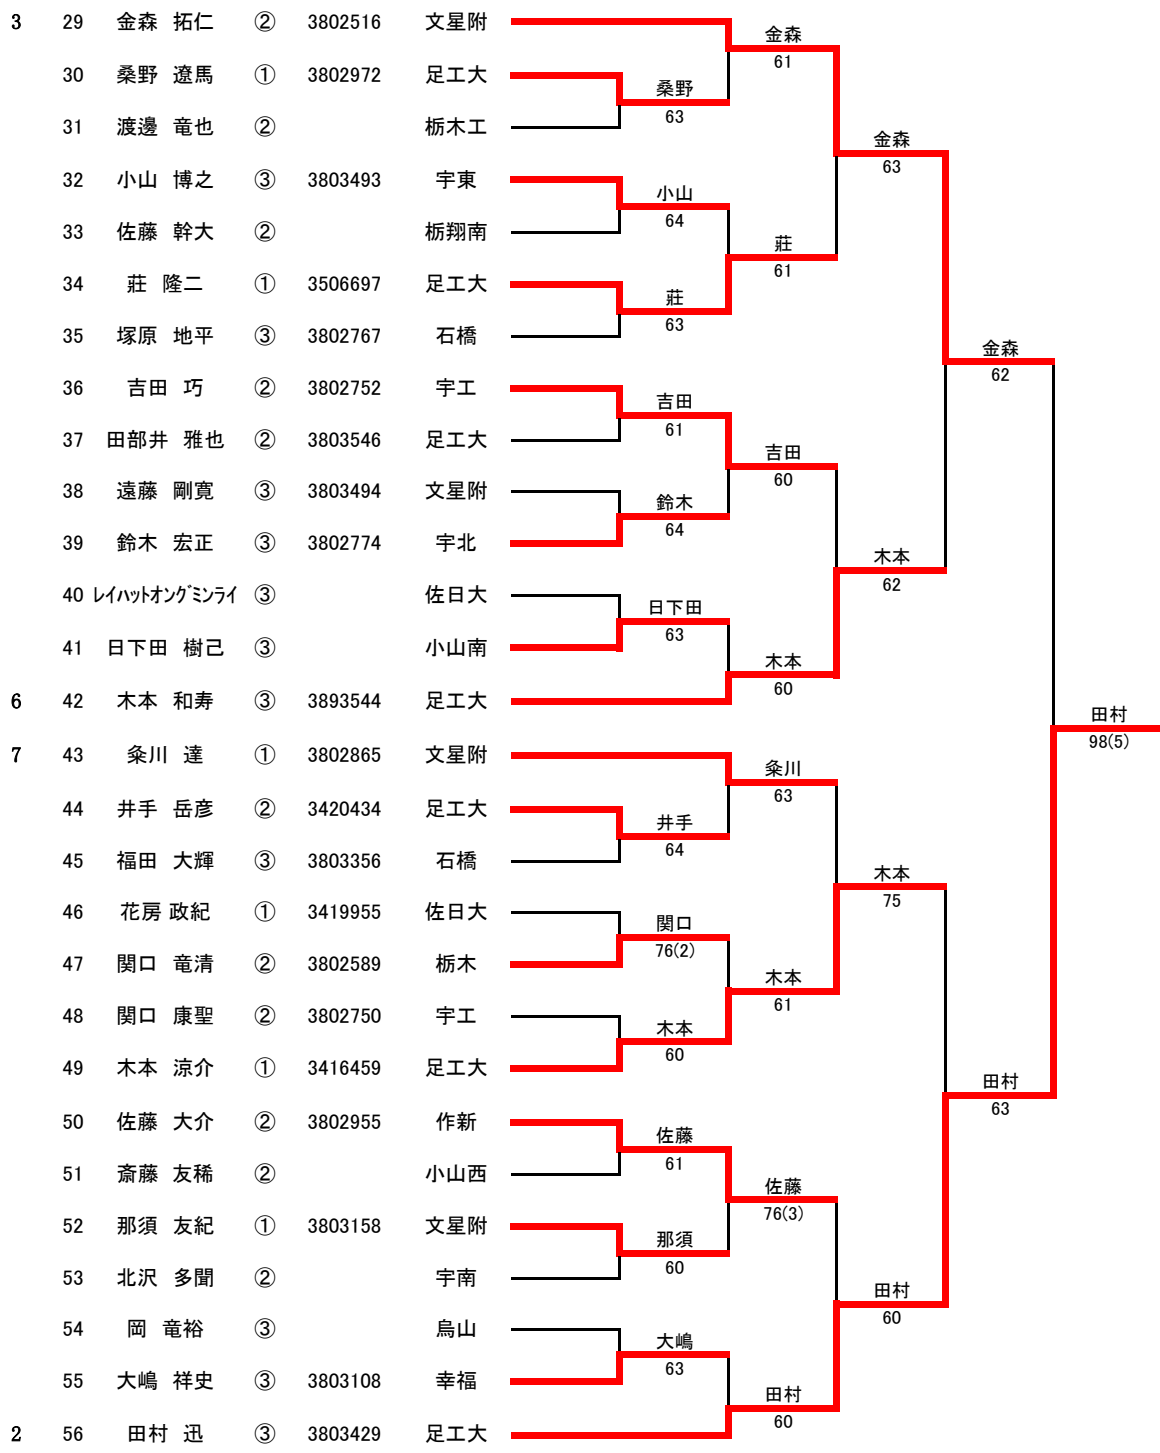 3 29 金森 拓仁 ② 3802516 文星附
金森
61
30 桑野 遼馬 ① 3802972 足工大
桑野
63
31 渡邊 竜也 ② 栃木工
金森
63
32 小山 博之 ③ 3803493 宇東
小山
64
33 佐藤 幹大 ② 栃翔南
莊
61
34 莊 隆二 ① 3506697 足工大
莊
63
35 塚原 地平 ③ 3802767 石橋
金森
62
36 吉田 巧 ② 3802752 宇工
吉田
61
37 田部井 雅也 ② 3803546 足工大
吉田
60
38 遠藤 剛寛 ③ 3803494 文星附
鈴木
64
39 鈴木 宏正 ③ 3802774 宇北
木本
62
40 レイハットオングミンライ ③ 佐日大
日下田
63
41 日下田 樹己 ③ 小山南
木本
60
6 42 木本 和寿 ③ 3893544 足工大
田村
98(5)
7 43 粂川 達 ① 3802865 文星附
粂川
63
44 井手 岳彦 ② 3420434 足工大
井手
64
45 福田 大輝 ③ 3803356 石橋
木本
75
46 花房 政紀 ① 3419955 佐日大
関口
76(2)
47 関口 竜清 ② 3802589 栃木
木本
61
48 関口 康聖 ② 3802750 宇工
木本
60
49 木本 涼介 ① 3416459 足工大
田村
63
50 佐藤 大介 ② 3802955 作新
佐藤
61
51 斎藤 友稀 ② 小山西
佐藤
76(3)
52 那須 友紀 ① 3803158 文星附
那須
60
53 北沢 多聞 ② 宇南
田村
60
54 岡 竜裕 ③ 烏山
大嶋
63
55 大嶋 祥史 ③ 3803108 幸福
田村
60
2 56 田村 迅 ③ 3803429 足工大